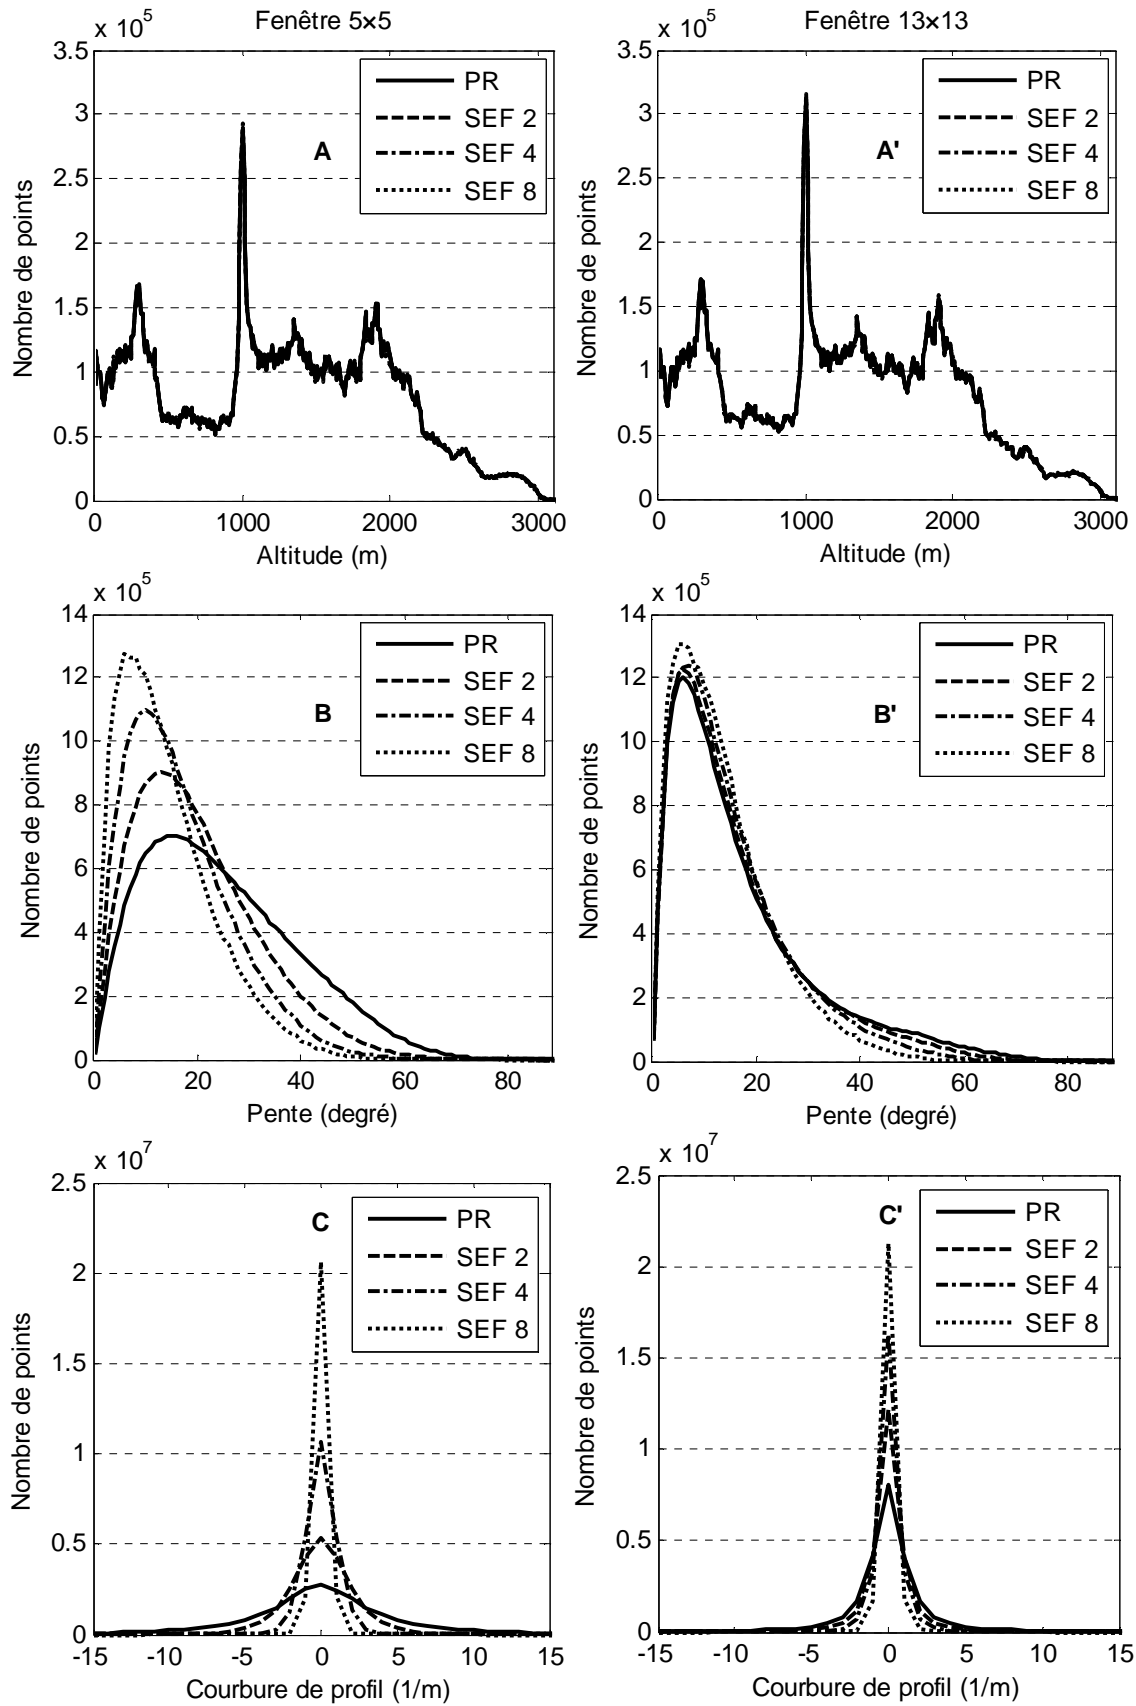 Fenêtre 5×5
x 10^5
3.5
3
2.5
2
1.5
1
0.5
0
Nombre de points
PR
SEF 2
SEF 4
SEF 8
A
0 1000 2000 3000
Altitude (m)
Fenêtre 13×13
x 10^5
3.5
3
2.5
2
1.5
1
0.5
0
Nombre de points
PR
SEF 2
SEF 4
SEF 8
A'
0 1000 2000 3000
Altitude (m)
x 10^5
14
12
10
8
6
4
2
0
Nombre de points
PR
SEF 2
SEF 4
SEF 8
B
0 20 40 60 80
Pente (degré)
x 10^5
14
12
10
8
6
4
2
0
Nombre de points
PR
SEF 2
SEF 4
SEF 8
B'
0 20 40 60 80
Pente (degré)
x 10^7
2.5
2
1.5
1
0.5
0
Nombre de points
C
PR
SEF 2
SEF 4
SEF 8
-15 -10 -5 0 5 10 15
Courbure de profil (1/m)
x 10^7
2.5
2
1.5
1
0.5
0
Nombre de points
C'
PR
SEF 2
SEF 4
SEF 8
-15 -10 -5 0 5 10 15
Courbure de profil (1/m)